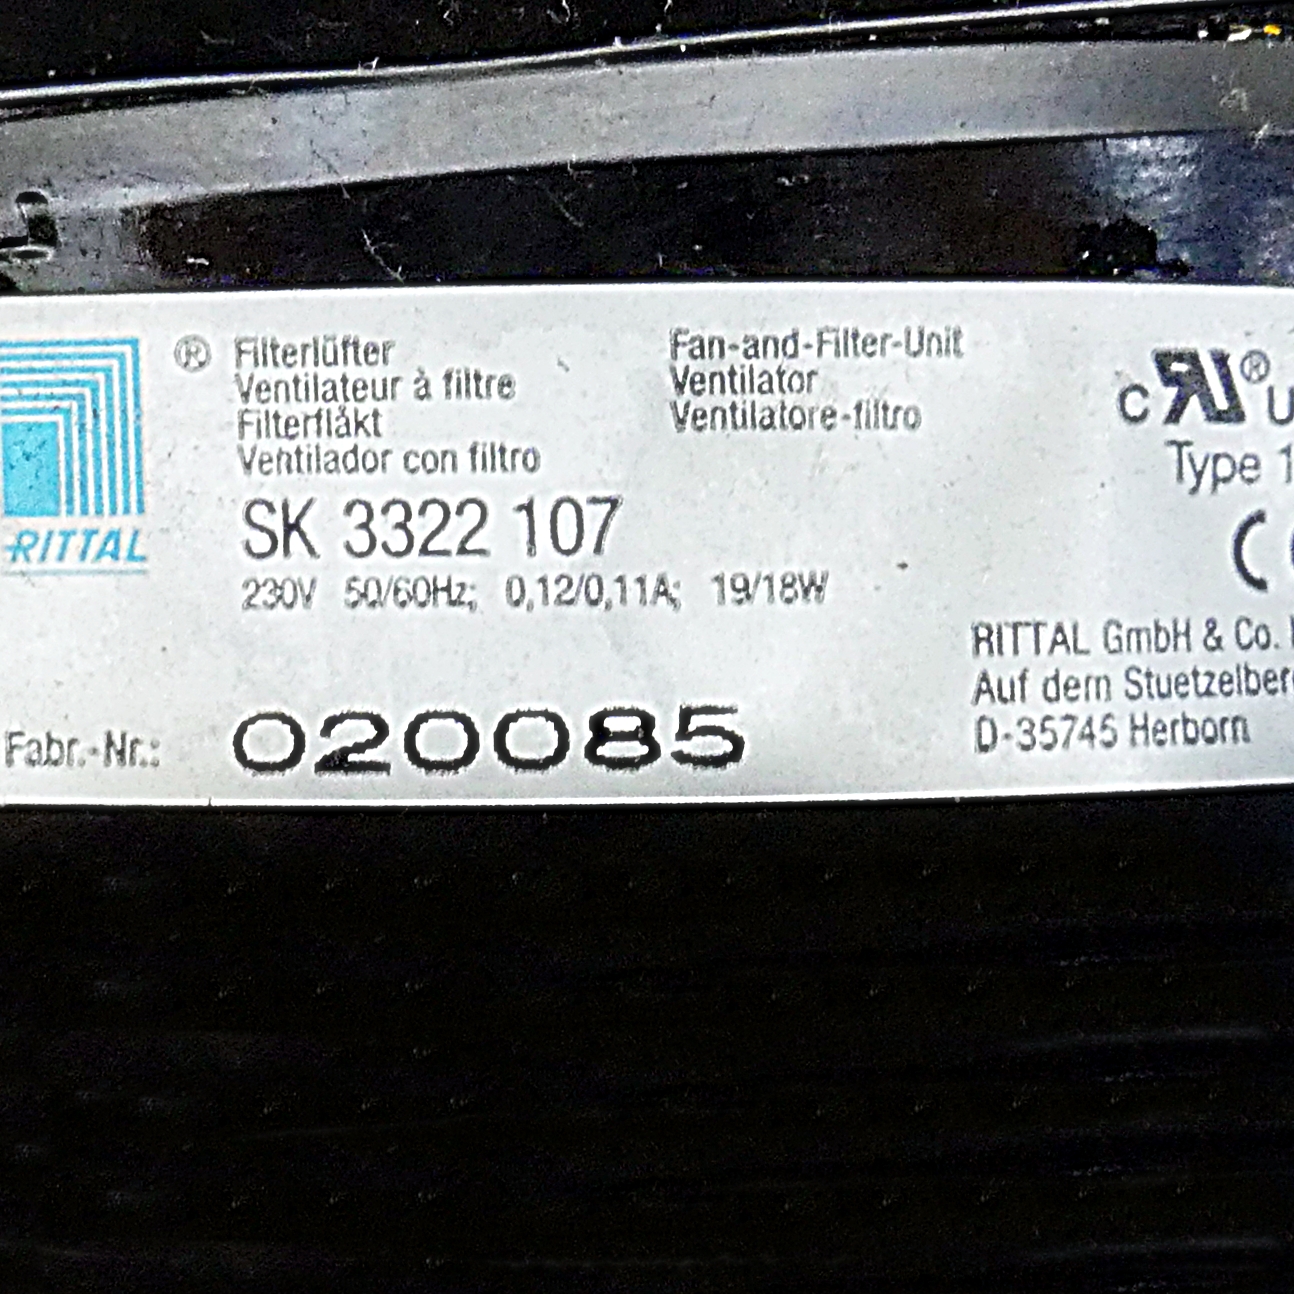 ® Filterlüfter
Ventilateur à filtre
Filterfläkt
Ventilador con filtro
Fan-and-Filter-Unit
Ventilator
Ventilatore-filtro
SK 3322 107
230V 50/60Hz; 0,12/0,11A; 19/18W
RITTAL
Fabr.-Nr.: 020085
c RU ® U
Type 1
C
RITTAL GmbH & Co.
Auf dem Stuetzelber
D-35745 Herborn